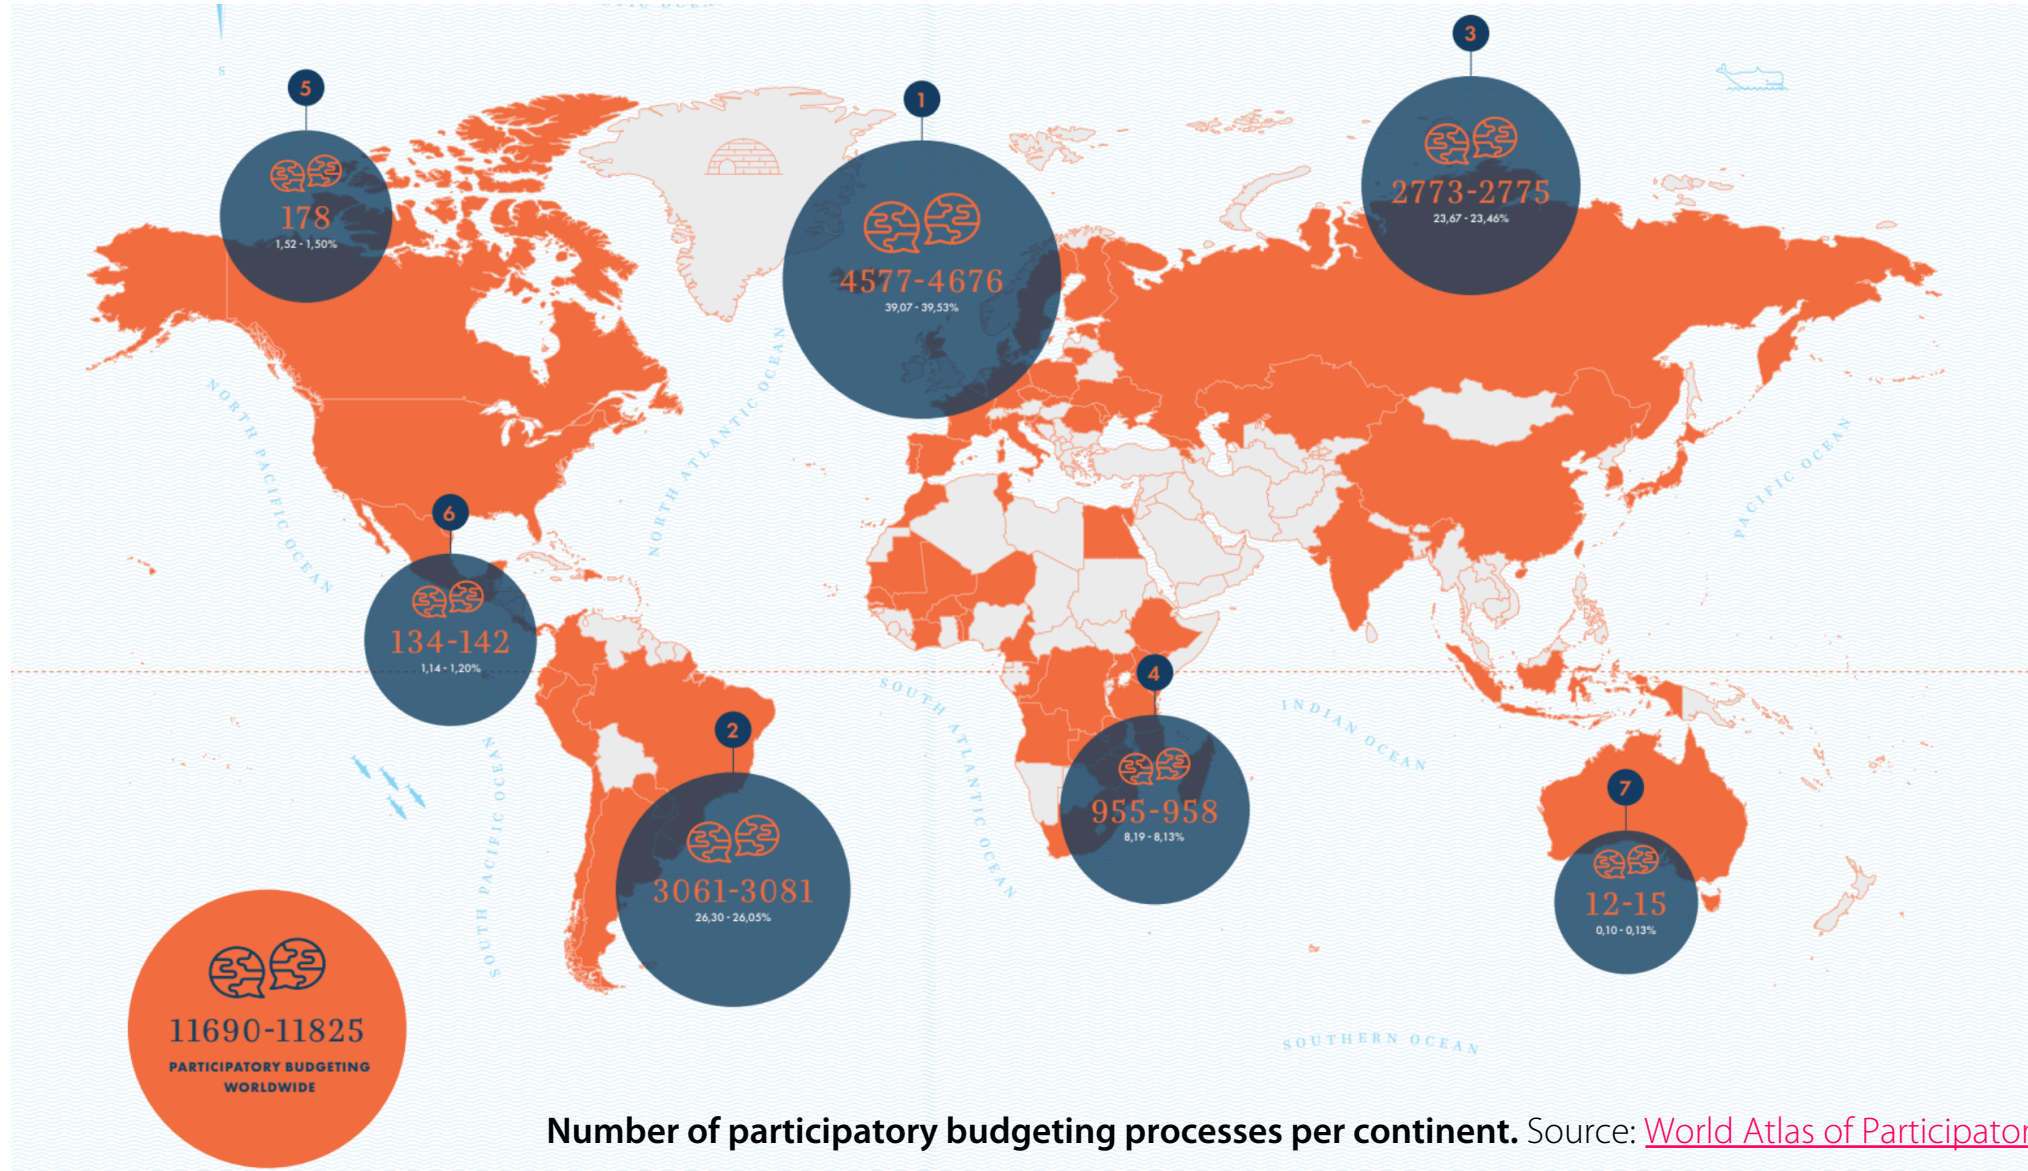 S
5
178
1,52 - 1,50%
1
4577-4676
39,07 - 39,53%
3
2773-2775
23,67 - 23,46%
NORTH PACIFIC OCEAN
NORTH ATLANTIC OCEAN
PACIFIC OCEAN
6
134-142
1,14 - 1,20%
2
3061-3081
26,30 - 26,05%
4
955-958
8,19 - 8,13%
7
12-15
0,10 - 0,13%
SOUTH PACIFIC OCEAN
SOUTH ATLANTIC OCEAN
INDIAN OCEAN
SOUTHERN OCEAN
11690-11825
PARTICIPATORY BUDGETING
WORLDWIDE
Number of participatory budgeting processes per continent. Source: World Atlas of Participator